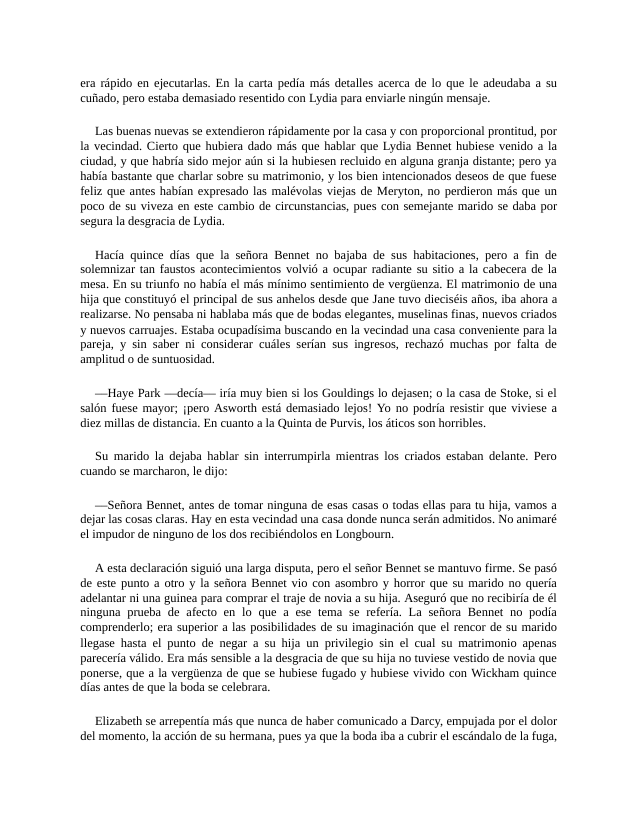 era rápido en ejecutarlas. En la carta pedía más detalles acerca de lo que le adeudaba a su
cuñado, pero estaba demasiado resentido con Lydia para enviarle ningún mensaje.
Las buenas nuevas se extendieron rápidamente por la casa y con proporcional prontitud, por
la vecindad. Cierto que hubiera dado más que hablar que Lydia Bennet hubiese venido a la
ciudad, y que habría sido mejor aún si la hubiesen recluido en alguna granja distante; pero ya
había bastante que charlar sobre su matrimonio, y los bien intencionados deseos de que fuese
feliz que antes habían expresado las malévolas viejas de Meryton, no perdieron más que un
poco de su viveza en este cambio de circunstancias, pues con semejante marido se daba por
segura la desgracia de Lydia.
Hacía quince días que la señora Bennet no bajaba de sus habitaciones, pero a fin de
solemnizar tan faustos acontecimientos volvió a ocupar radiante su sitio a la cabecera de la
mesa. En su triunfo no había el más mínimo sentimiento de vergüenza. El matrimonio de una
hija que constituyó el principal de sus anhelos desde que Jane tuvo dieciséis años, iba ahora a
realizarse. No pensaba ni hablaba más que de bodas elegantes, muselinas finas, nuevos criados
y nuevos carruajes. Estaba ocupadísima buscando en la vecindad una casa conveniente para la
pareja, y sin saber ni considerar cuáles serían sus ingresos, rechazó muchas por falta de
amplitud o de suntuosidad.
—Haye Park —decía— iría muy bien si los Gouldings lo dejasen; o la casa de Stoke, si el
salón fuese mayor; ¡pero Asworth está demasiado lejos! Yo no podría resistir que viviese a
diez millas de distancia. En cuanto a la Quinta de Purvis, los áticos son horribles.
Su marido la dejaba hablar sin interrumpirla mientras los criados estaban delante. Pero
cuando se marcharon, le dijo:
—Señora Bennet, antes de tomar ninguna de esas casas o todas ellas para tu hija, vamos a
dejar las cosas claras. Hay en esta vecindad una casa donde nunca serán admitidos. No animaré
el impudor de ninguno de los dos recibiéndolos en Longbourn.
A esta declaración siguió una larga disputa, pero el señor Bennet se mantuvo firme. Se pasó
de este punto a otro y la señora Bennet vio con asombro y horror que su marido no quería
adelantar ni una guinea para comprar el traje de novia a su hija. Aseguró que no recibiría de él
ninguna prueba de afecto en lo que a ese tema se refería. La señora Bennet no podía
comprenderlo; era superior a las posibilidades de su imaginación que el rencor de su marido
llegase hasta el punto de negar a su hija un privilegio sin el cual su matrimonio apenas
parecería válido. Era más sensible a la desgracia de que su hija no tuviese vestido de novia que
ponerse, que a la vergüenza de que se hubiese fugado y hubiese vivido con Wickham quince
días antes de que la boda se celebrara.
Elizabeth se arrepentía más que nunca de haber comunicado a Darcy, empujada por el dolor
del momento, la acción de su hermana, pues ya que la boda iba a cubrir el escándalo de la fuga,